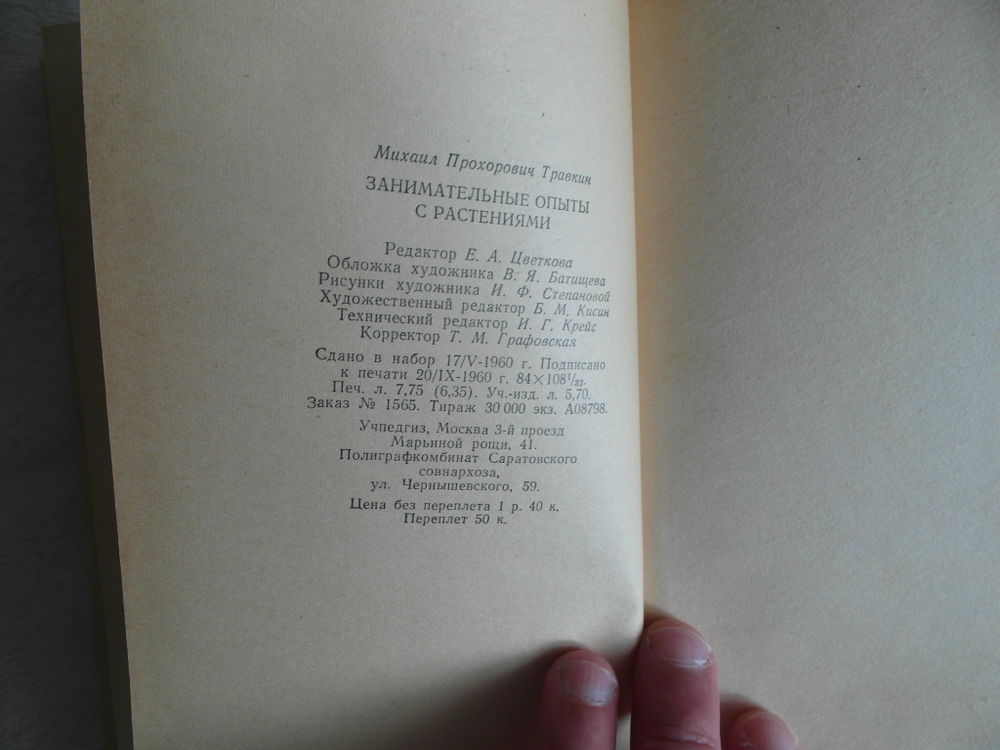 Михаил Прохорович Травкин
ЗАНИМАТЕЛЬНЫЕ ОПЫТЫ
С РАСТЕНИЯМИ
Редактор Е. А. Цветкова
Обложка художника В. Я. Батищева
Рисунки художника И. Ф. Степановой
Художественный редактор Б. М. Кисин
Технический редактор И. Г. Крейс
Корректор Т. М. Графовская
Сдано в набор 17/V-1960 г. Подписано
к печати 20/IX-1960 г. 84×108¹/₃₂.
Печ. л. 7,75 (6,35). Уч.-изд. л. 5,70.
Заказ № 1565. Тираж 30 000 экз. А08798.
Учпедгиз, Москва 3-й проезд
Марьиной рощи, 41.
Полиграфкомбинат Саратовского
совнархоза,
ул. Чернышевского, 59.
Цена без переплета 1 р. 40 к.
Переплет 50 к.